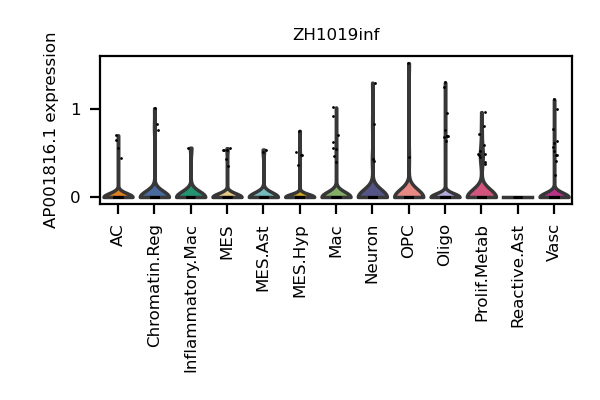 ZH1019inf
AP001816.1 expression
1
0
AC
Chromatin.Reg
Inflammatory.Mac
MES
MES.Ast
MES.Hyp
Mac
Neuron
OPC
Oligo
Prolif.Metab
Reactive.Ast
Vasc